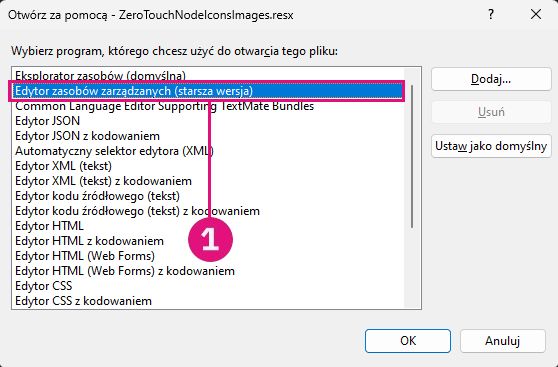 Otwórz za pomocą - ZeroTouchNodeIconsImages.resx
Wybierz program, którego chcesz użyć do otwarcia tego pliku:
Eksplorator zasobów (domyślna)
Edytor zasobów zarządzanych (starsza wersja)
Common Language Editor Supporting TextMate Bundles
Edytor JSON
Edytor JSON z kodowaniem
Automatyczny selektor edytora (XML)
Edytor XML (tekst)
Edytor XML (tekst) z kodowaniem
Edytor kodu źródłowego (tekst)
Edytor kodu źródłowego (tekst) z kodowaniem
Edytor HTML
Edytor HTML z kodowaniem
Edytor HTML (Web Forms)
Edytor HTML (Web Forms) z kodowaniem
Edytor CSS
Edytor CSS z kodowaniem
1
Dodaj...
Usuń
Ustaw jako domyślny
OK
Anuluj